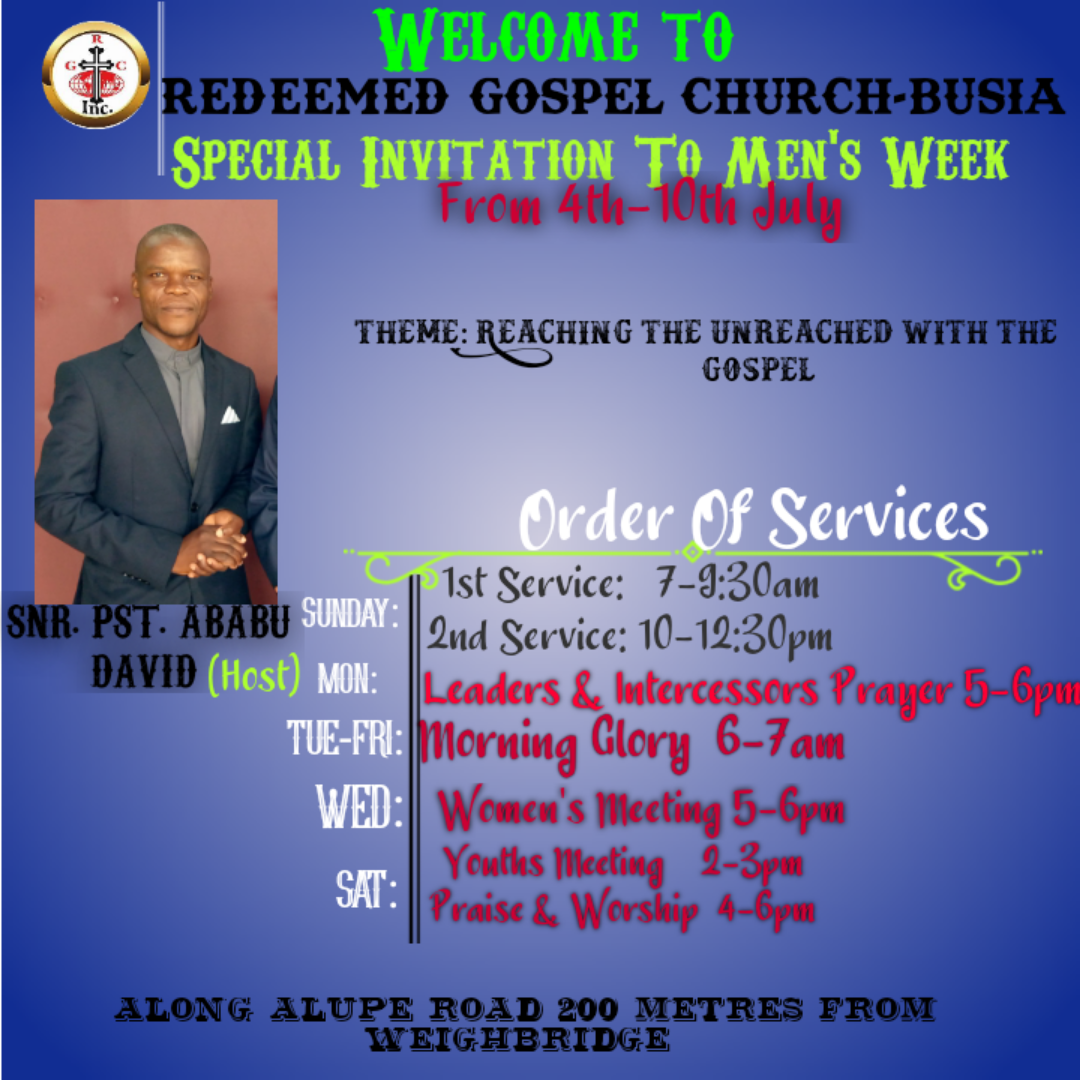 R
G C
Inc.
WELCOME TO
REDEEMED GOSPEL CHURCH-BUSIA
SPECIAL INVITATION TO MEN'S WEEK
From 4th-10th July
THEME: REACHING THE UNREACHED WITH THE
GOSPEL
Order Of Services
SUNDAY: 1st Service: 7-9:30am
2nd Service: 10-12:30pm
SNR. PST. ABABU
DAVID (Host)
MON: Leaders & Intercessors Prayer 5-6pm
TUE-FRI: Morning Glory 6-7am
WED: Women's Meeting 5-6pm
SAT: Youths Meeting 2-3pm
Praise & Worship 4-6pm
ALONG ALUPE ROAD 200 METRES FROM
WEIGHBRIDGE